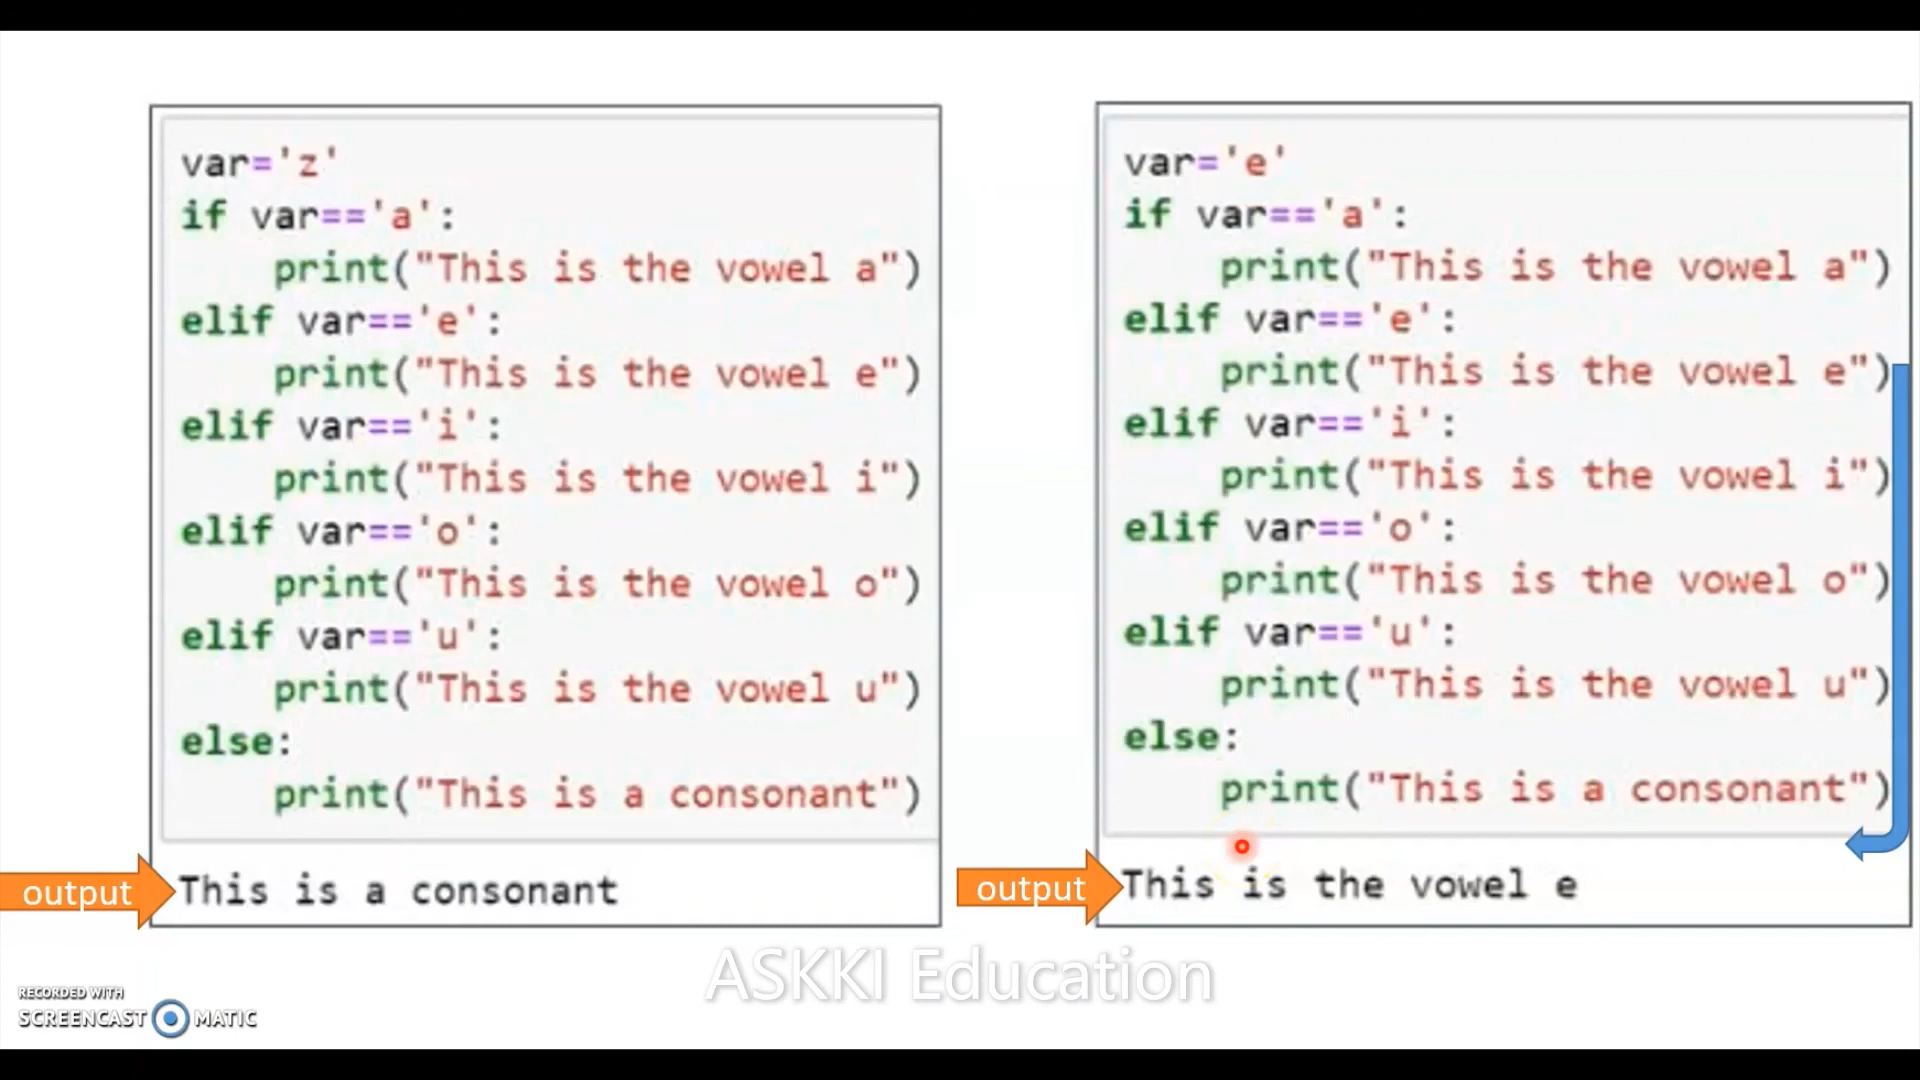 var='z'
if var=='a':
    print("This is the vowel a")
elif var=='e':
    print("This is the vowel e")
elif var=='i':
    print("This is the vowel i")
elif var=='o':
    print("This is the vowel o")
elif var=='u':
    print("This is the vowel u")
else:
    print("This is a consonant")
output
This is a consonant
var='e'
if var=='a':
    print("This is the vowel a")
elif var=='e':
    print("This is the vowel e")
elif var=='i':
    print("This is the vowel i")
elif var=='o':
    print("This is the vowel o")
elif var=='u':
    print("This is the vowel u")
else:
    print("This is a consonant")
output
This is the vowel e
ASKKI Education
RECORDED WITH
SCREENCAST MATIC